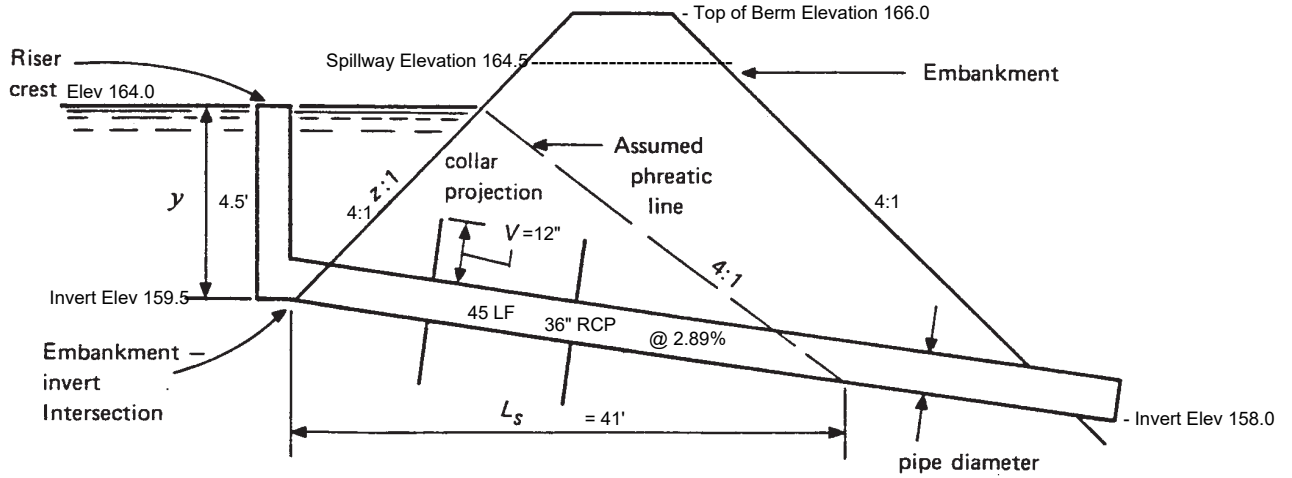 - Top of Berm Elevation 166.0
Spillway Elevation 164.5
Riser
crest Elev 164.0
Embankment
Assumed
phreatic
line
collar
projection
z:1
4:1
4:1
y
4.5'
V =12"
4:1
Invert Elev 159.5
45 LF
36" RCP
@ 2.89%
Embankment –
invert
Intersection
Ls = 41'
- Invert Elev 158.0
pipe diameter